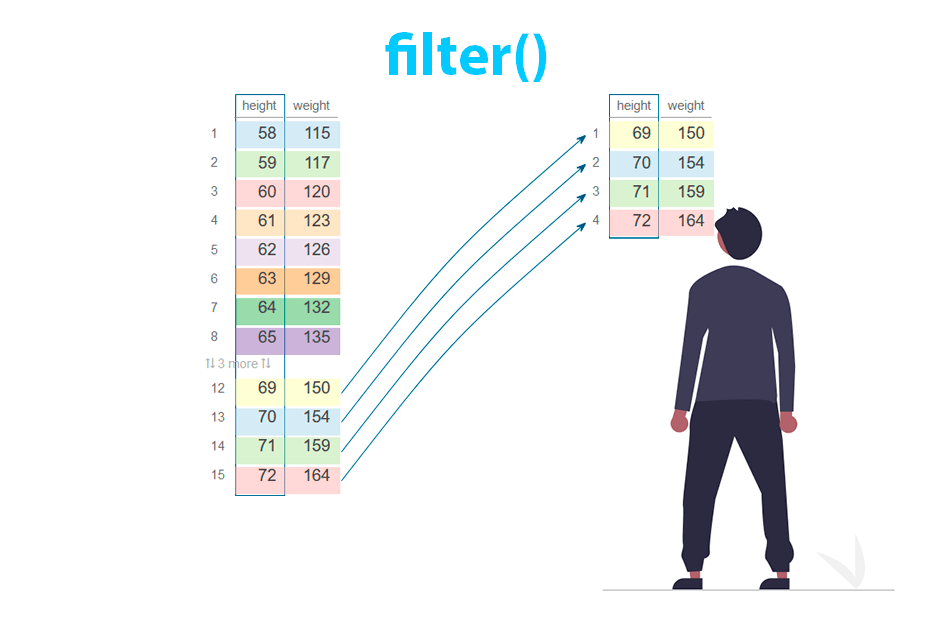 filter()
height weight
1 58 115
2 59 117
3 60 120
4 61 123
5 62 126
6 63 129
7 64 132
8 65 135
⇅ 3 more ⇅
12 69 150
13 70 154
14 71 159
15 72 164
height weight
1 69 150
2 70 154
3 71 159
4 72 164